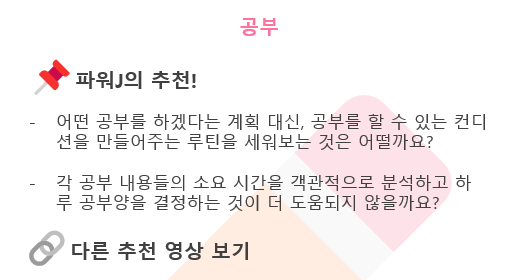 공부
파워J의 추천!
- 어떤 공부를 하겠다는 계획 대신, 공부를 할 수 있는 컨디
션을 만들어주는 루틴을 세워보는 것은 어떨까요?
- 각 공부 내용들의 소요 시간을 객관적으로 분석하고 하
루 공부양을 결정하는 것이 더 도움되지 않을까요?
다른 추천 영상 보기